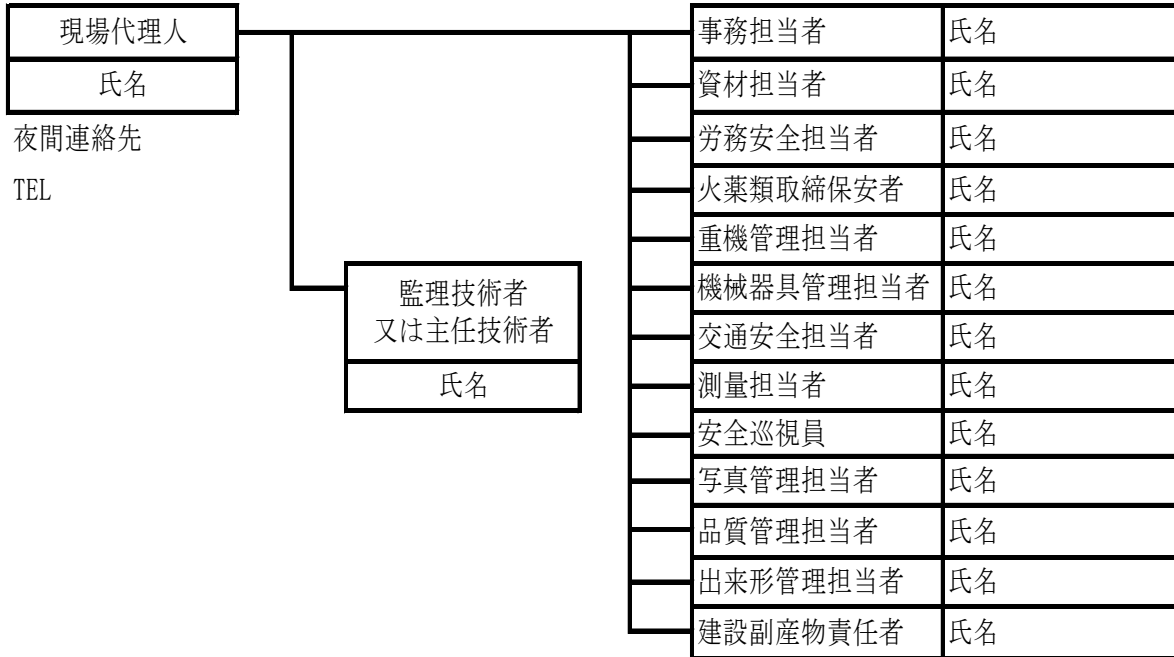 現場代理人
氏名
夜間連絡先
TEL
監理技術者
又は主任技術者
氏名
事務担当者 氏名
資材担当者 氏名
労務安全担当者 氏名
火薬類取締保安者 氏名
重機管理担当者 氏名
機械器具管理担当者 氏名
交通安全担当者 氏名
測量担当者 氏名
安全巡視員 氏名
写真管理担当者 氏名
品質管理担当者 氏名
出来形管理担当者 氏名
建設副産物責任者 氏名